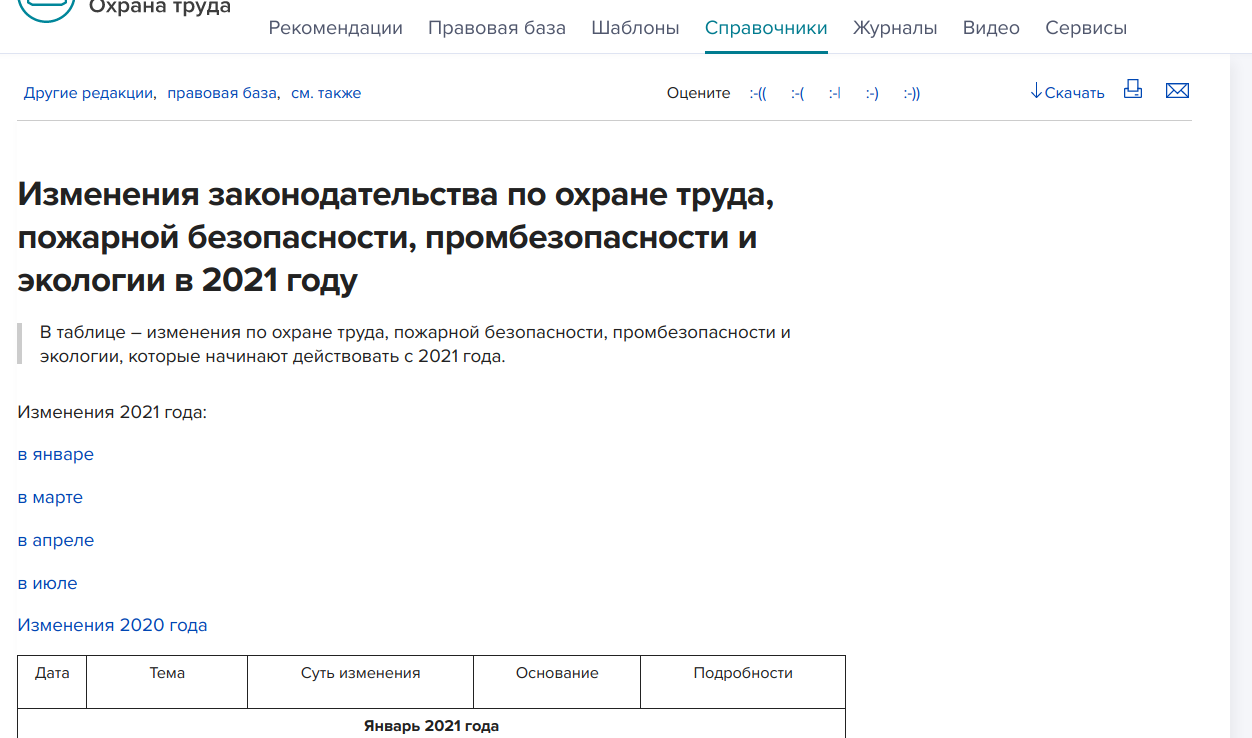 Охрана труда
Рекомендации Правовая база Шаблоны Справочники Журналы Видео Сервисы
Другие редакции, правовая база, см. также Оцените :-(( :-( :-| :-) :-)) Скачать
Изменения законодательства по охране труда,
пожарной безопасности, промбезопасности и
экологии в 2021 году
В таблице – изменения по охране труда, пожарной безопасности, промбезопасности и
экологии, которые начинают действовать с 2021 года.
Изменения 2021 года:
в январе
в марте
в апреле
в июле
Изменения 2020 года
Дата Тема Суть изменения Основание Подробности
Январь 2021 года